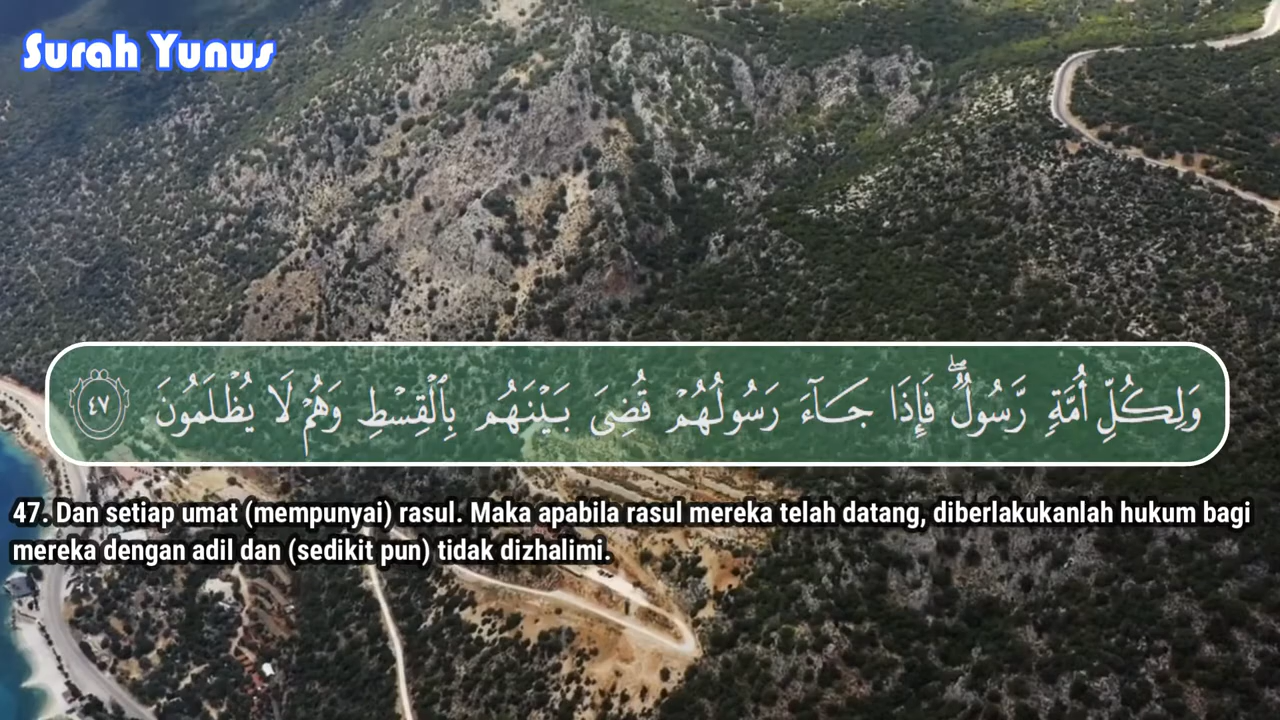 Surah Yunus
وَلِكُلِّ أُمَّةٍ رَّسُولٌ ۖ فَإِذَا جَآءَ رَسُولُهُمْ قُضِىَ بَيْنَهُم بِٱلْقِسْطِ وَهُمْ لَا يُظْلَمُونَ ٤٧
47. Dan setiap umat (mempunyai) rasul. Maka apabila rasul mereka telah datang, diberlakukanlah hukum bagi
mereka dengan adil dan (sedikit pun) tidak dizhalimi.